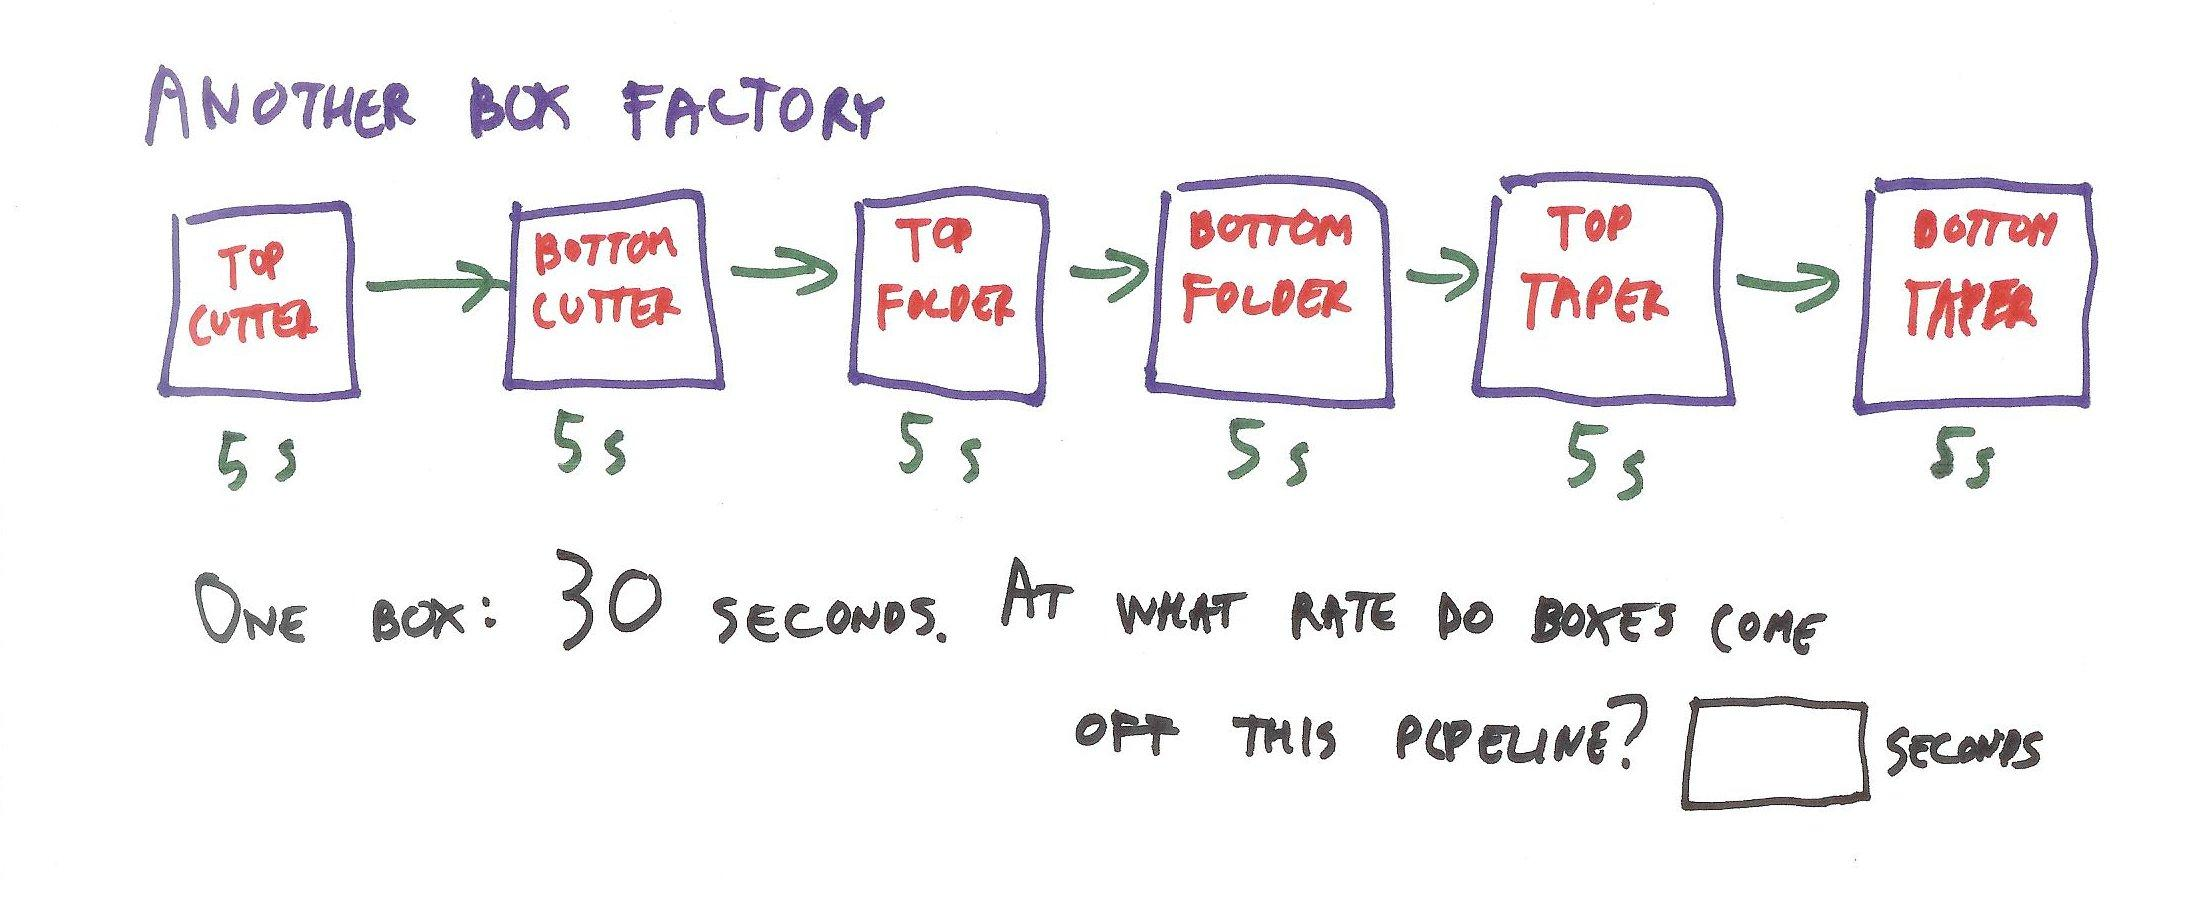 ANOTHER BOX FACTORY
TOP
CUTTER
BOTTOM
CUTTER
TOP
FOLDER
BOTTOM
FOLDER
TOP
TAPER
BOTTOM
TAPER
5s
5s
5s
5s
5s
5s
ONE BOX: 30 SECONDS. AT WHAT RATE DO BOXES COME
OFF THIS PIPELINE? SECONDS